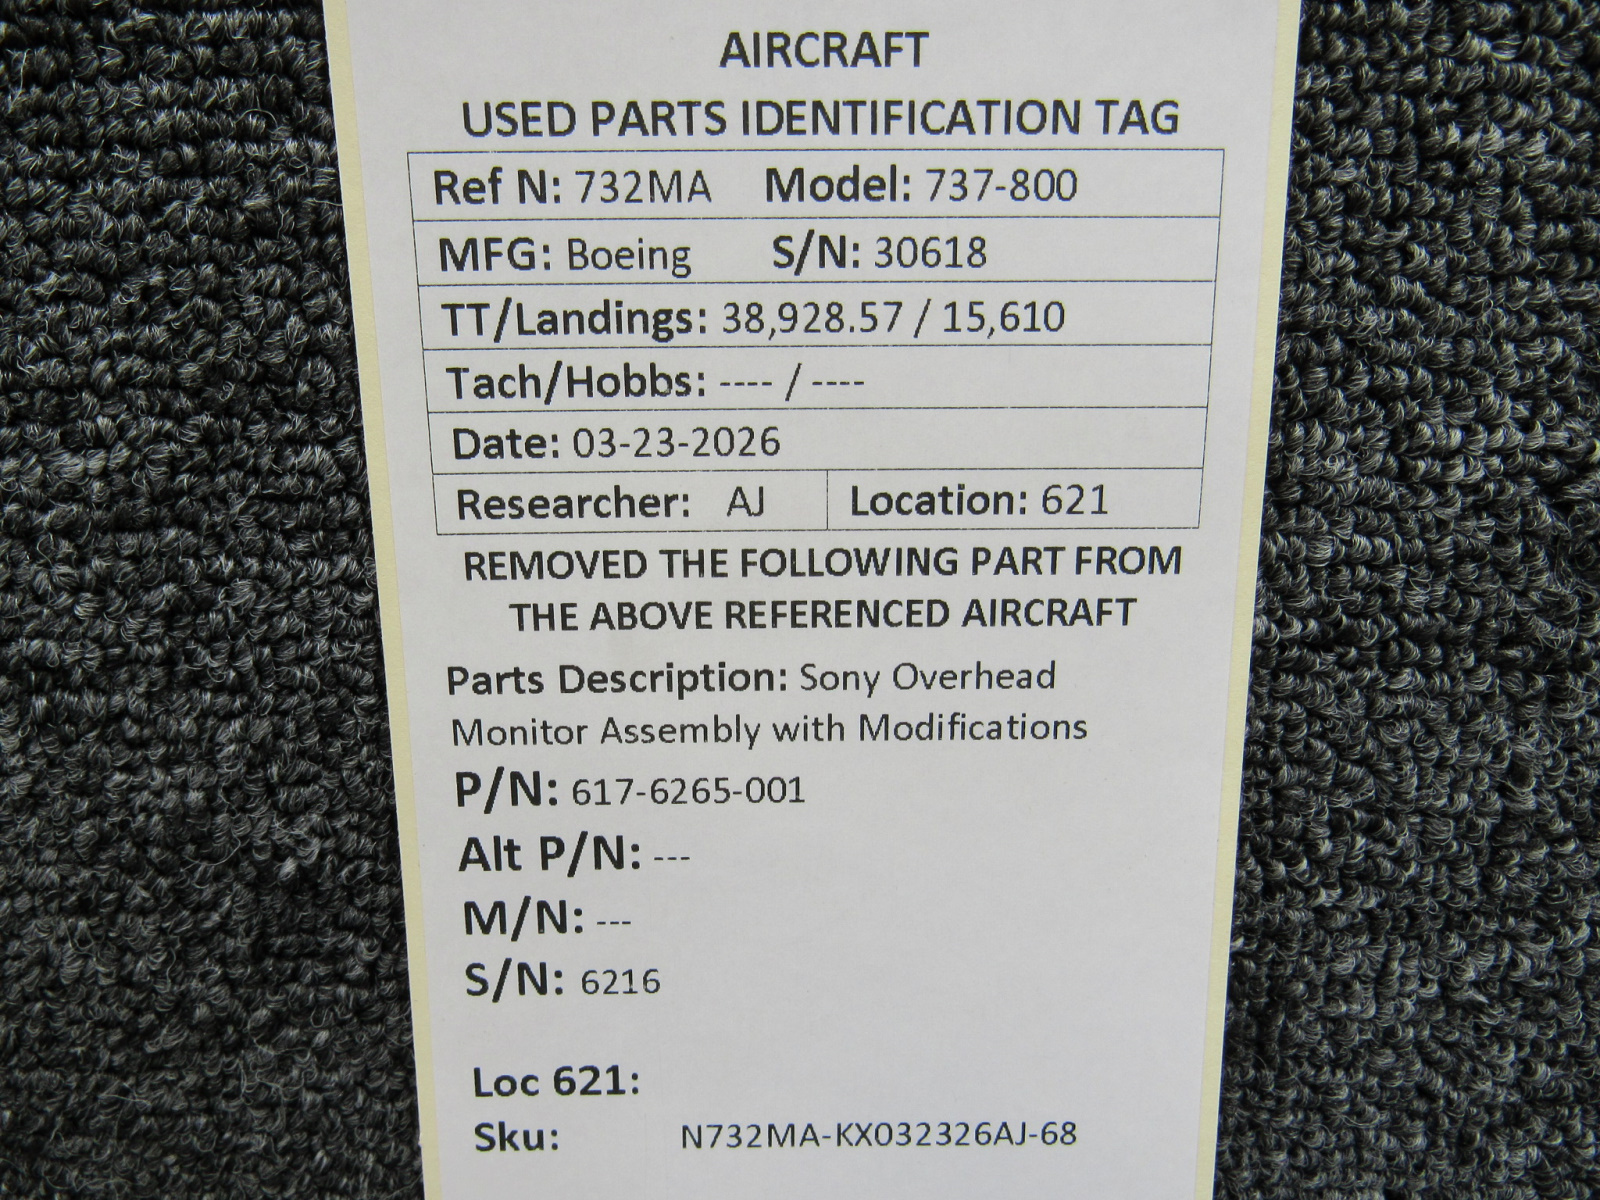 AIRCRAFT
USED PARTS IDENTIFICATION TAG
Ref N: 732MA Model: 737-800
MFG: Boeing S/N: 30618
TT/Landings: 38,928.57 / 15,610
Tach/Hobbs: ---- / ----
Date: 03-23-2026
Researcher: AJ Location: 621
REMOVED THE FOLLOWING PART FROM
THE ABOVE REFERENCED AIRCRAFT
Parts Description: Sony Overhead
Monitor Assembly with Modifications
P/N: 617-6265-001
Alt P/N: ---
M/N: ---
S/N: 6216
Loc 621:
Sku: N732MA-KX032326AJ-68